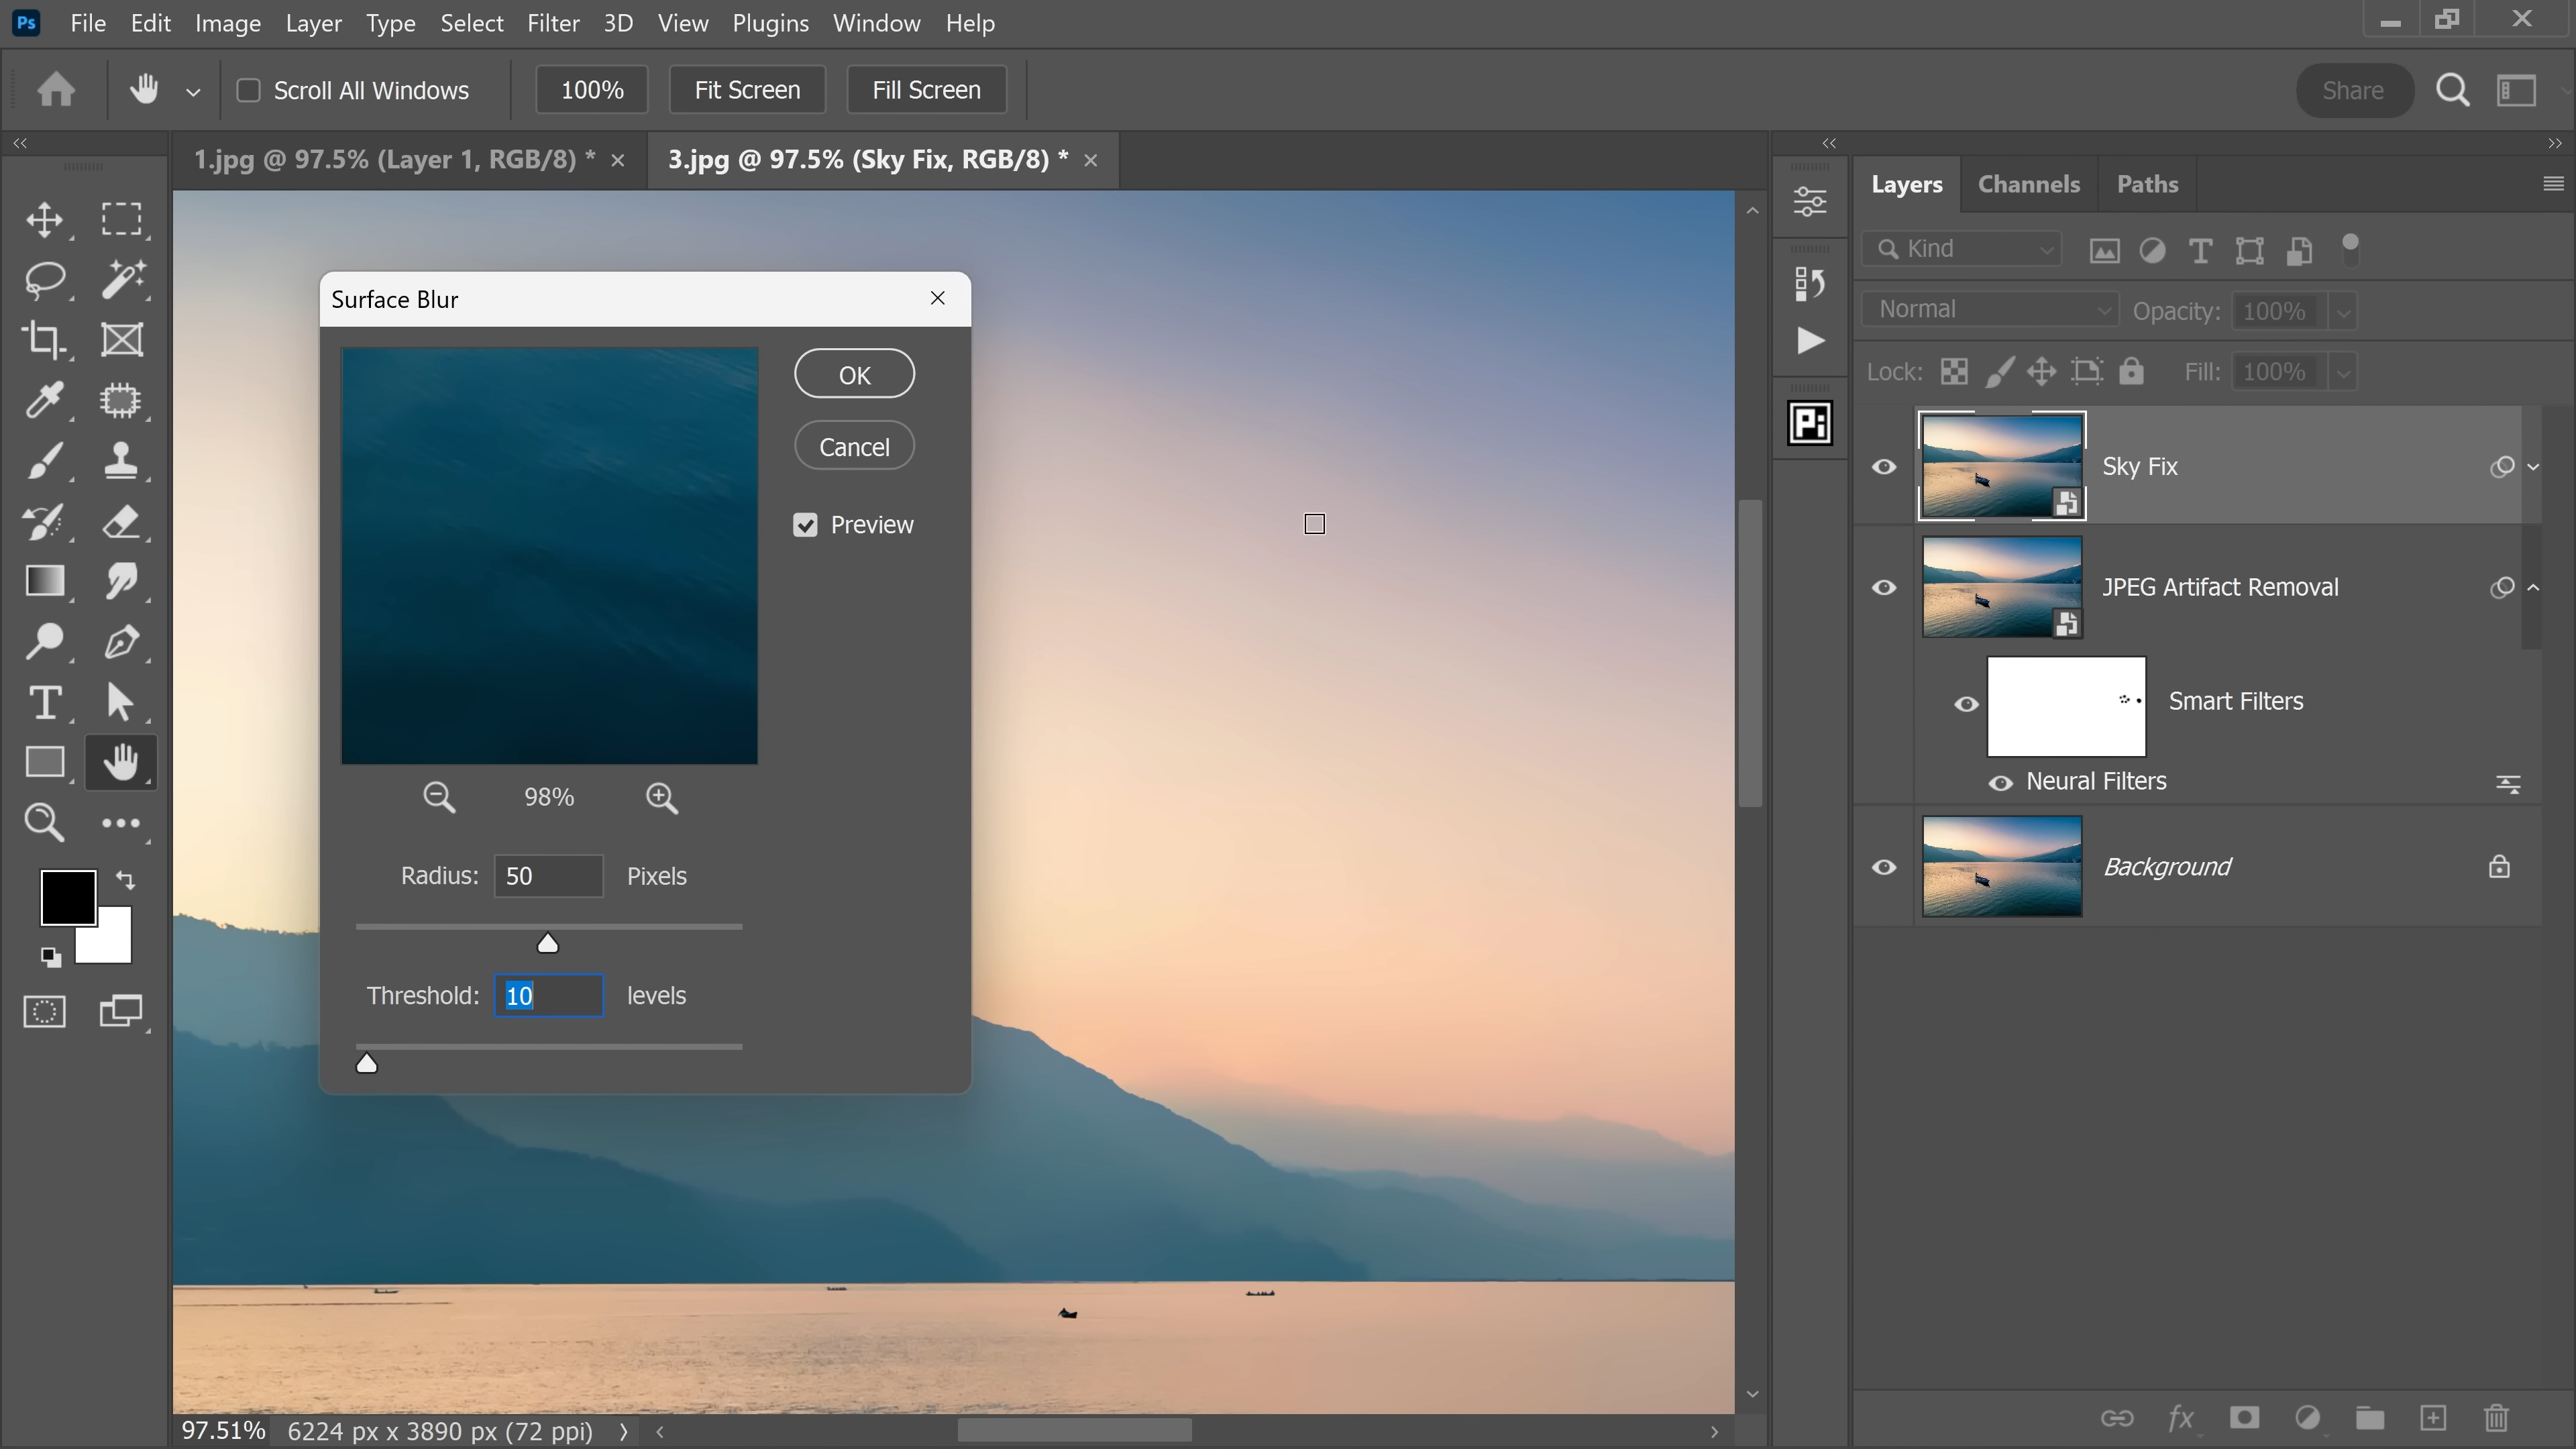 Ps File Edit Image Layer Type Select Filter 3D View Plugins Window Help
Scroll All Windows 100% Fit Screen Fill Screen Share
1.jpg @ 97.5% (Layer 1, RGB/8) * 3.jpg @ 97.5% (Sky Fix, RGB/8) *
Surface Blur
OK
Cancel
Preview
98%
Radius: 50 Pixels
Threshold: 10 levels
97.51% 6224 px x 3890 px (72 ppi)
Pi
Layers Channels Paths
Kind
Normal Opacity: 100%
Lock: Fill: 100%
Sky Fix
JPEG Artifact Removal
Smart Filters
Neural Filters
Background
fx